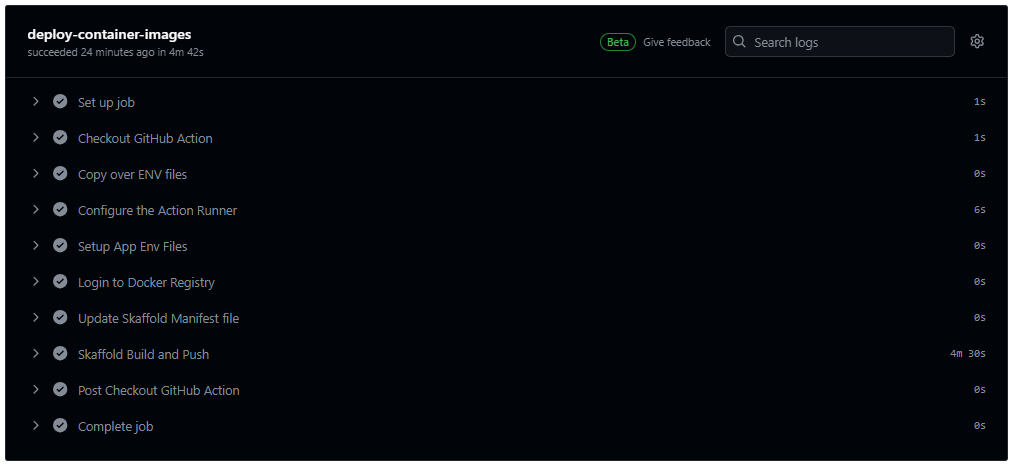 deploy-container-images
succeeded 24 minutes ago in 4m 42s
Beta Give feedback
Search logs
Set up job 1s
Checkout GitHub Action 1s
Copy over ENV files 0s
Configure the Action Runner 6s
Setup App Env Files 0s
Login to Docker Registry 0s
Update Skaffold Manifest file 0s
Skaffold Build and Push 4m 30s
Post Checkout GitHub Action 0s
Complete job 0s